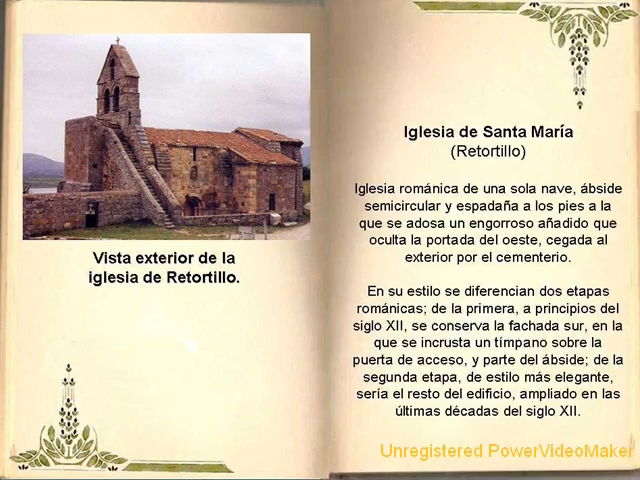 Vista exterior de la
iglesia de Retortillo.
Iglesia de Santa María
(Retortillo)
Iglesia románica de una sola nave, ábside
semicircular y espadaña a los pies a la
que se adosa un engorroso añadido que
oculta la portada del oeste, cegada al
exterior por el cementerio.
En su estilo se diferencian dos etapas
románicas; de la primera, a principios del
siglo XII, se conserva la fachada sur, en la
que se incrusta un tímpano sobre la
puerta de acceso, y parte del ábside; de la
segunda etapa, de estilo más elegante,
sería el resto del edificio, ampliado en las
últimas décadas del siglo XII.
Unregistered PowerVideoMaker